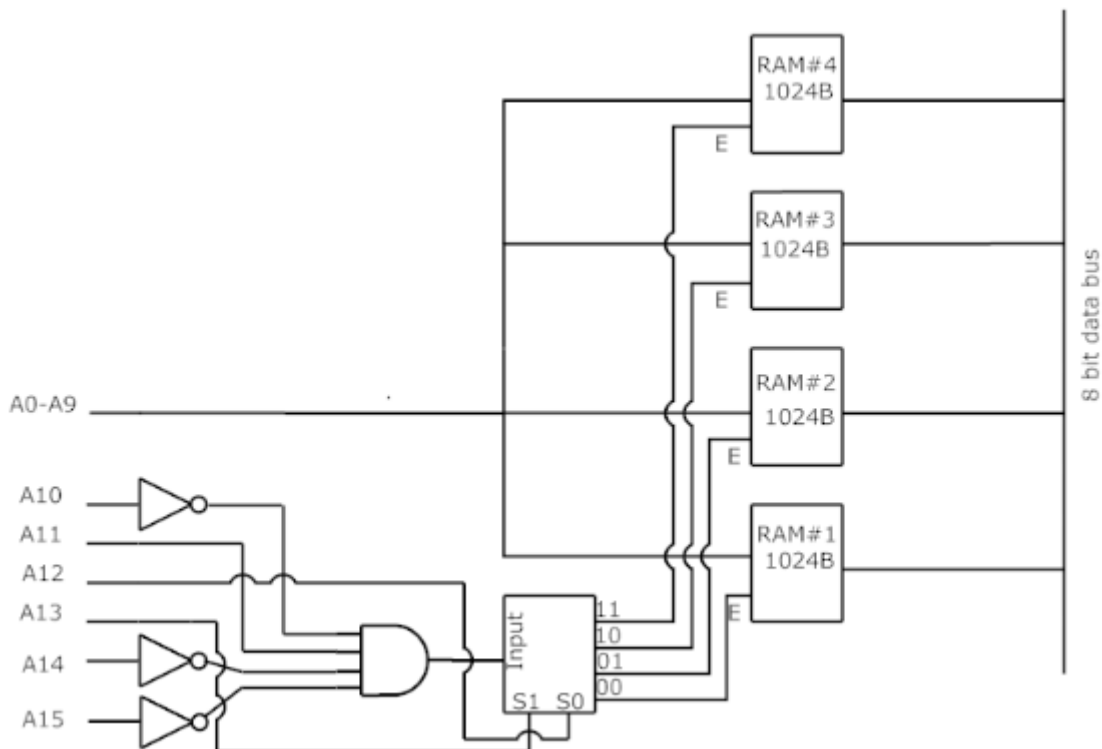 RAM#4
1024B
E
RAM#3
1024B
E
8 bit data bus
RAM#2
A0-A9
1024B
E
A10
A11
RAM#1
1024B
A12
A13
Input
11
E
10
A14
01
00
S1 S0
A15